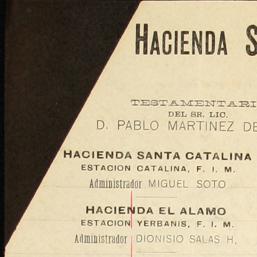 HACIENDA S
TESTAMENTARI
DEL SR. LIC.
D. PABLO MARTINEZ DE
HACIENDA SANTA CATALINA
ESTACION CATALINA, F. I. M.
Administrador MIGUEL SOTO
HACIENDA EL ALAMO
ESTACION YERBANIS, F. I. M.
Administrador DIONISIO SALAS H,